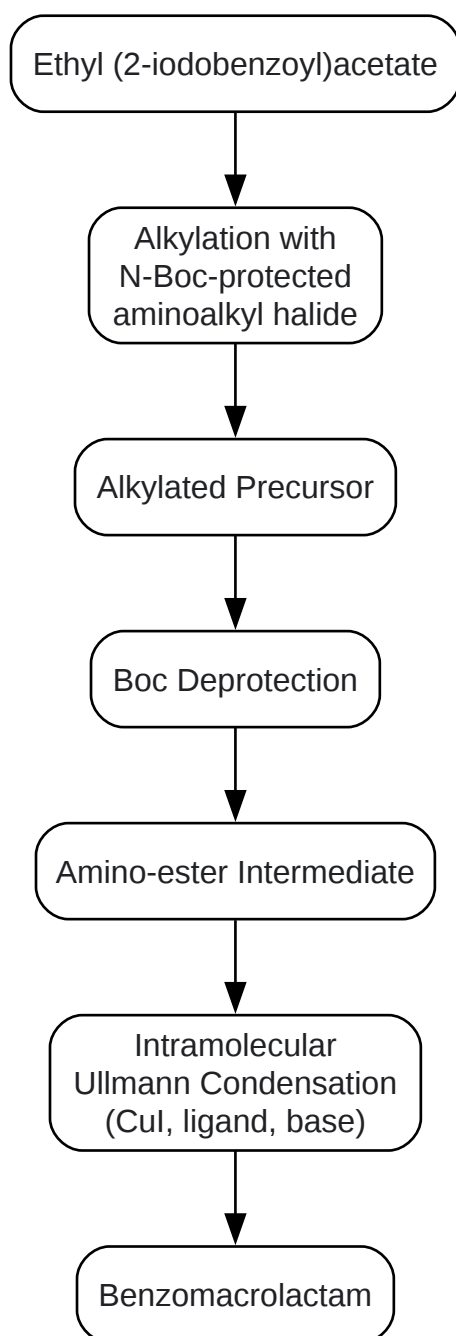 Ethyl (2-iodobenzoyl)acetate
Alkylation with
N-Boc-protected
aminoalkyl halide
Alkylated Precursor
Boc Deprotection
Amino-ester Intermediate
Intramolecular
Ullmann Condensation
(CuI, ligand, base)
Benzomacrolactam